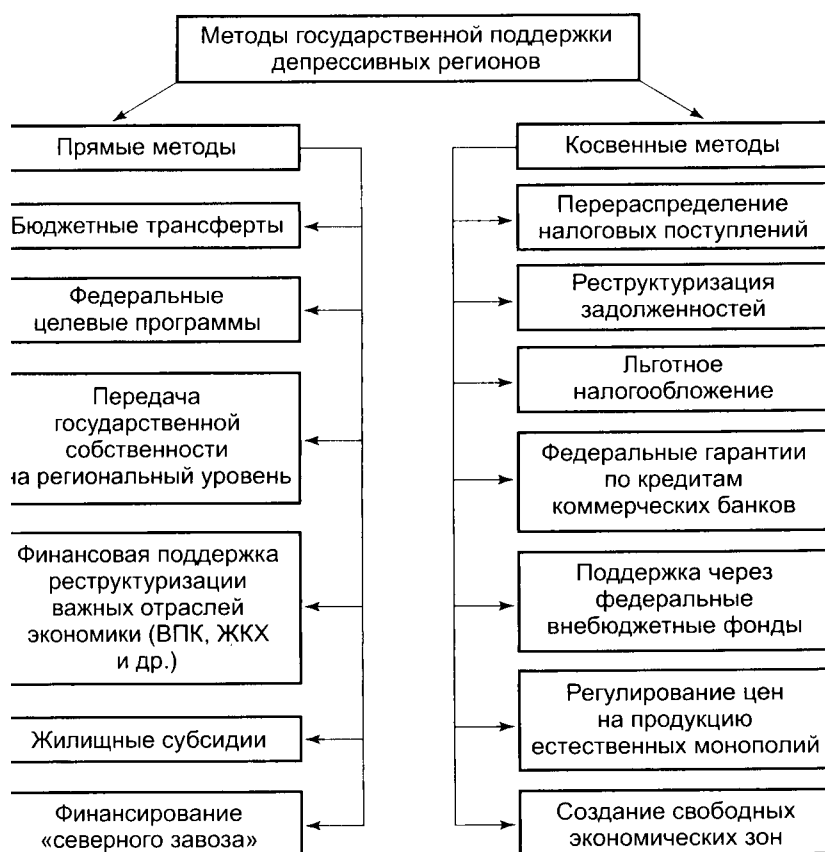 Методы государственной поддержки
депрессивных регионов
Прямые методы
Бюджетные трансферты
Федеральные
целевые программы
Передача
государственной
собственности
на региональный уровень
Финансовая поддержка
реструктуризации
важных отраслей
экономики (ВПК, ЖКХ
и др.)
Жилищные субсидии
Финансирование
«северного завоза»
Косвенные методы
Перераспределение
налоговых поступлений
Реструктуризация
задолженностей
Льготное
налогообложение
Федеральные гарантии
по кредитам
коммерческих банков
Поддержка через
федеральные
внебюджетные фонды
Регулирование цен
на продукцию
естественных монополий
Создание свободных
экономических зон